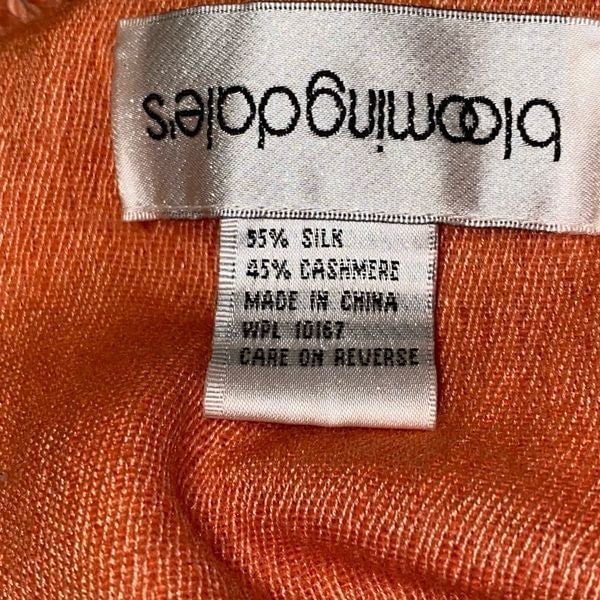 bloomingdale's
55% SILK
45% CASHMERE
MADE IN CHINA
WPL 10167
CARE ON REVERSE